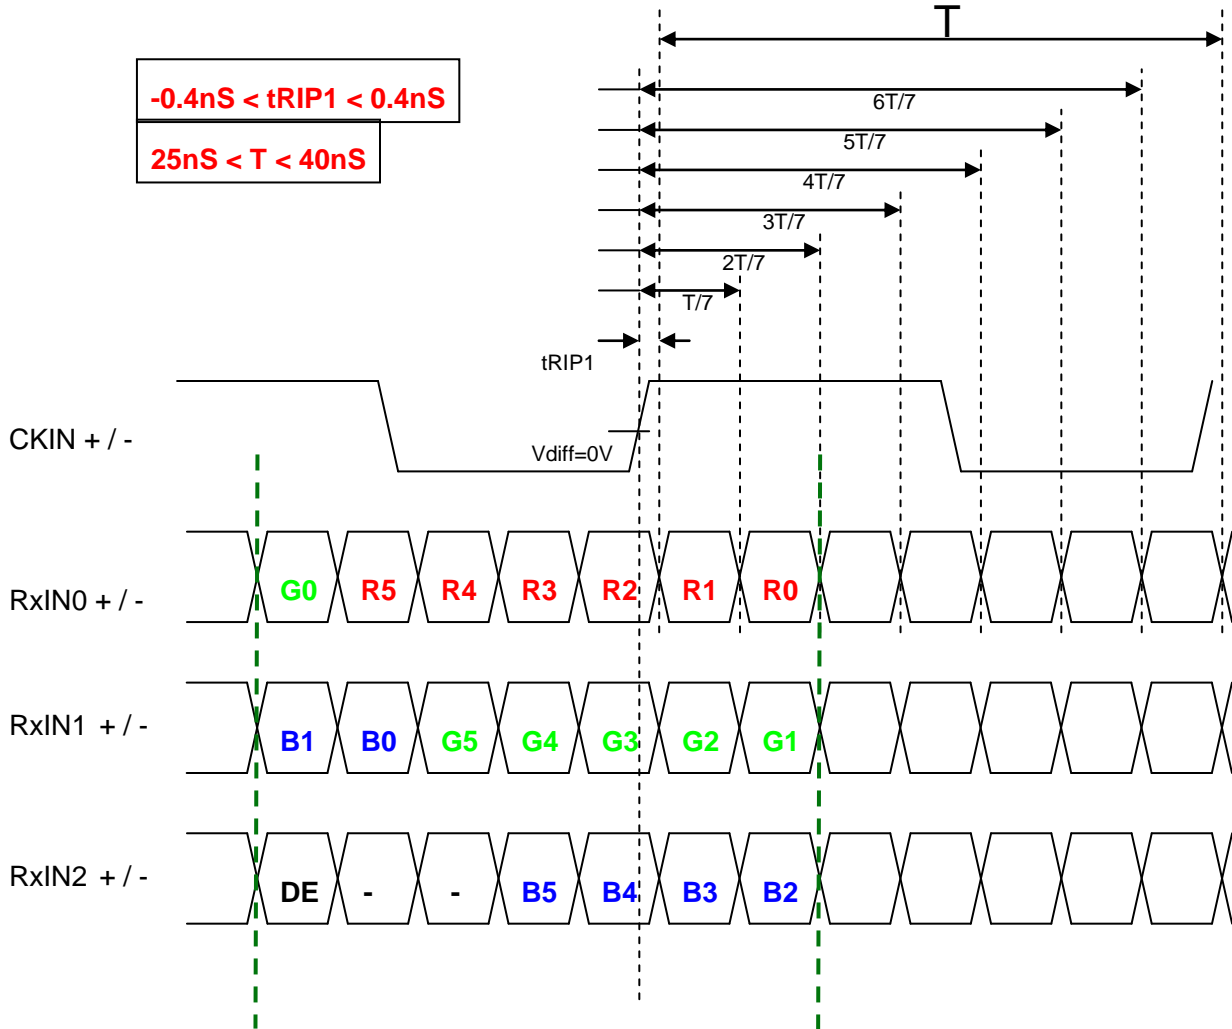 T
-0.4nS < tRIP1 < 0.4nS
6T/7
5T/7
25nS < T < 40nS
4T/7
3T/7
2T/7
T/7
tRIP1
CKIN + / -
Vdiff=0V
RxIN0 + / - G0 R5 R4 R3 R2 R1 R0
RxIN1 + / - B1 B0 G5 G4 G3 G2 G1
RxIN2 + / - DE - - B5 B4 B3 B2